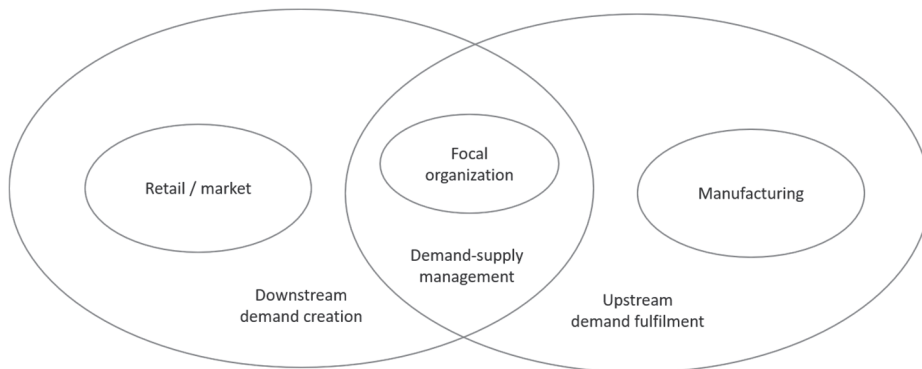 Focal
organization
Retail / market
Manufacturing
Demand-supply
management
Downstream
demand creation
Upstream
demand fulfilment